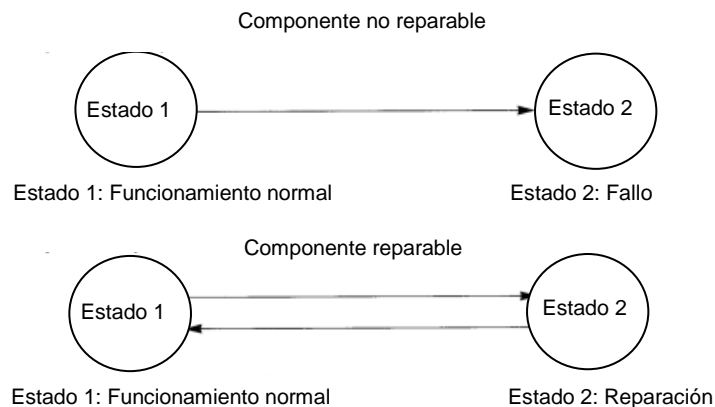 Componente no reparable
Estado 1
Estado 2
Estado 1: Funcionamiento normal
Estado 2: Fallo
Componente reparable
Estado 1
Estado 2
Estado 1: Funcionamiento normal
Estado 2: Reparación